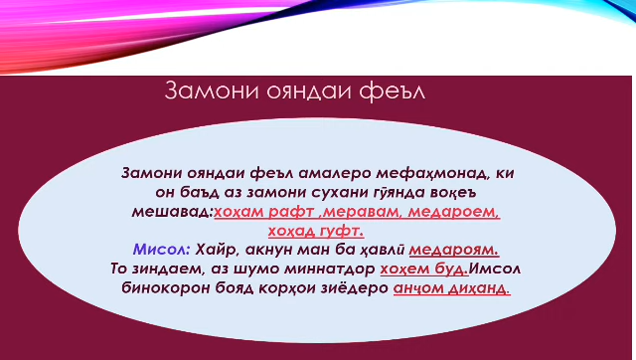 Замони ояндаи феъл
Замони ояндаи феъл амалеро мефаҳмонад, ки
он баъд аз замони сухани гӯянда воқеъ
мешавад:хоҳам рафт ,меравам, медароем,
хоҳад гуфт.
Мисол: Хайр, акнун ман ба ҳавлӣ медароям.
То зиндаем, аз шумо миннатдор хоҳем буд.Имсол
бинокорон бояд корҳои зиёдеро анҷом диҳанд.